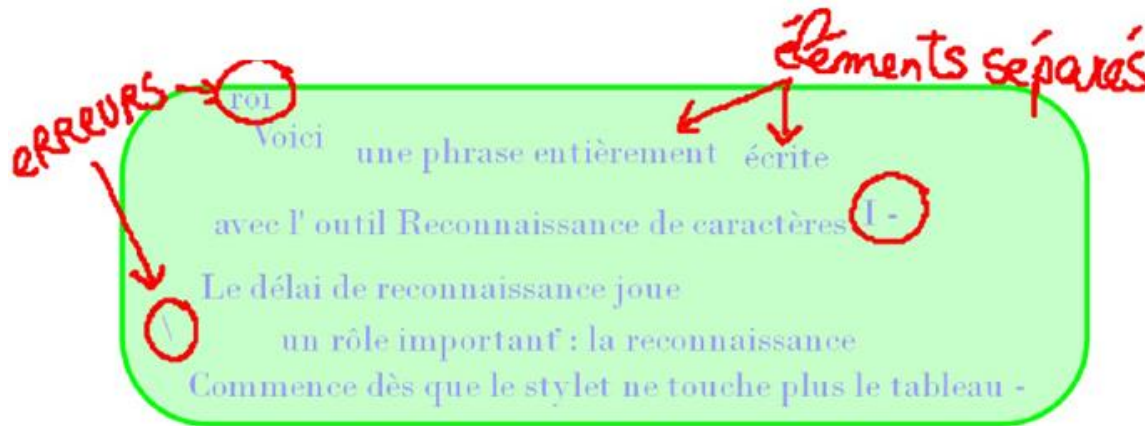 éléments séparés
ERREURS
roi
Voici une phrase entièrement écrite
avec l' outil Reconnaissance de caractères I -
Le délai de reconnaissance joue
\
un rôle important : la reconnaissance
Commence dès que le stylet ne touche plus le tableau -